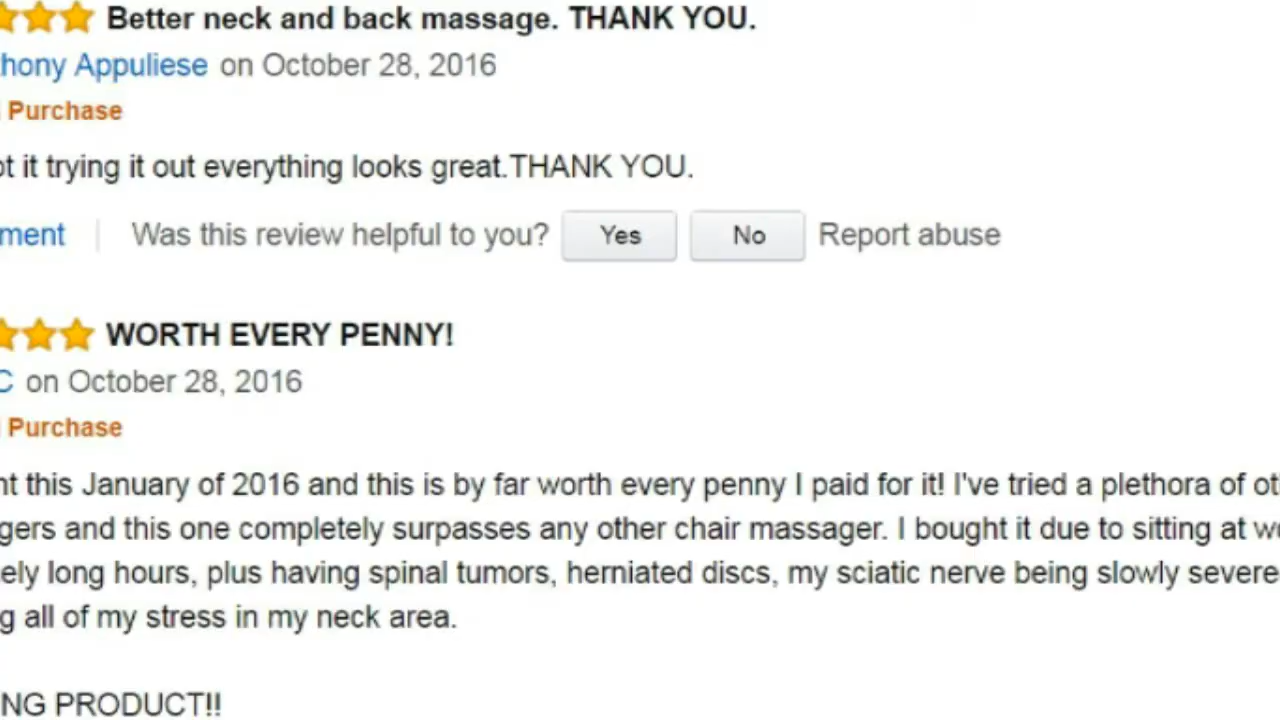 Better neck and back massage. THANK YOU.
hony Appuliese on October 28, 2016
Purchase
ot it trying it out everything looks great.THANK YOU.
ment | Was this review helpful to you? Yes No Report abuse
WORTH EVERY PENNY!
C on October 28, 2016
Purchase
nt this January of 2016 and this is by far worth every penny I paid for it! I've tried a plethora of ot
gers and this one completely surpasses any other chair massager. I bought it due to sitting at w
ely long hours, plus having spinal tumors, herniated discs, my sciatic nerve being slowly severe
g all of my stress in my neck area.
NG PRODUCT!!